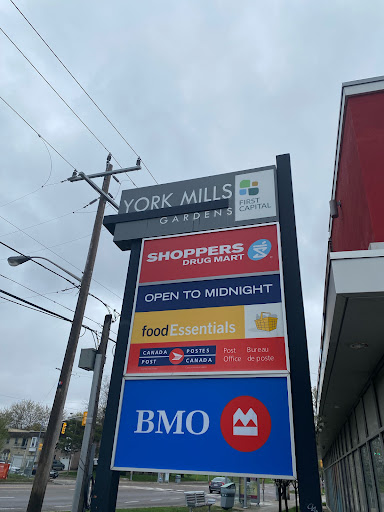 YORK MILLS
GARDENS
FIRST
CAPITAL
SHOPPERS
DRUG MART
OPEN TO MIDNIGHT
foodEssentials
CANADA POSTES
POST CANADA
Post Bureau
Office de poste
BMO